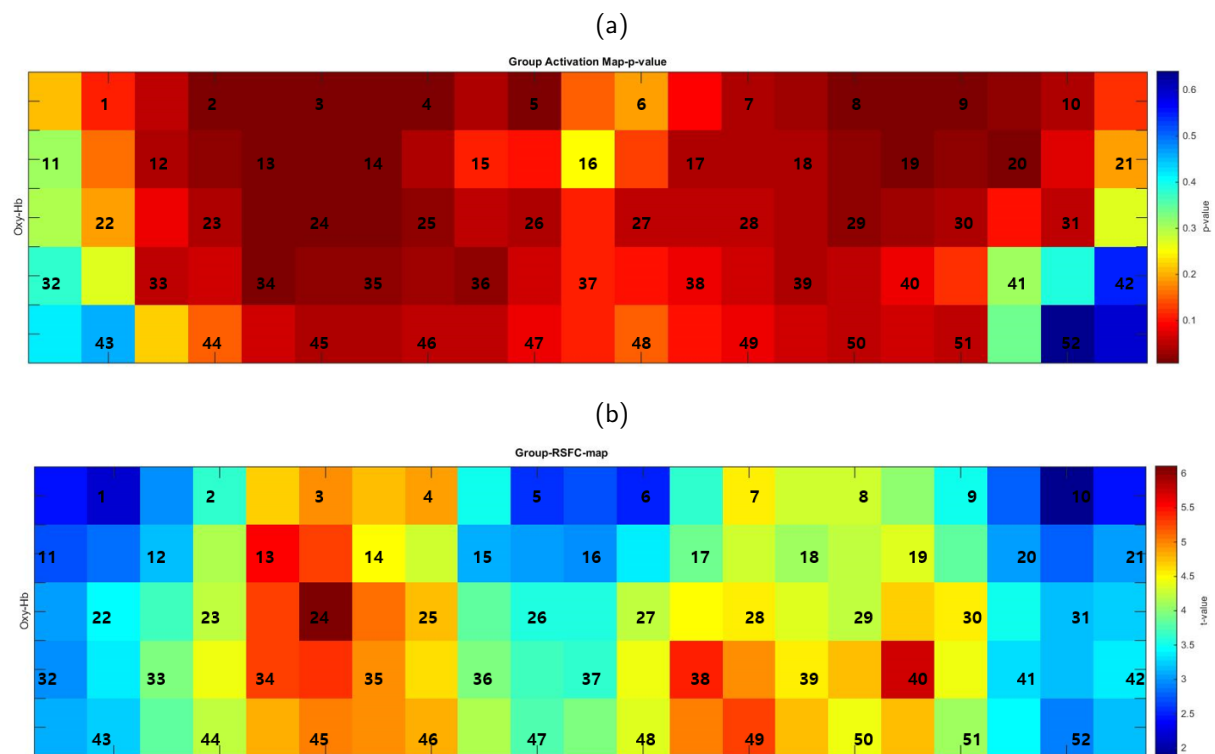 (a)
Group Activation Map-p-value
1 2 3 4 5 6 7 8 9 10
11 12 13 14 15 16 17 18 19 20 21
22 23 24 25 26 27 28 29 30 31
32 33 34 35 36 37 38 39 40 41 42
43 44 45 46 47 48 49 50 51 52
Oxy-Hb
0.6
0.5
0.4
0.3
0.2
0.1
p-value
(b)
Group-RSFC-map
1 2 3 4 5 6 7 8 9 10
11 12 13 14 15 16 17 18 19 20 21
22 23 24 25 26 27 28 29 30 31
32 33 34 35 36 37 38 39 40 41 42
43 44 45 46 47 48 49 50 51 52
Oxy-Hb
6
5.5
5
4.5
4
3.5
3
2.5
2
t-value